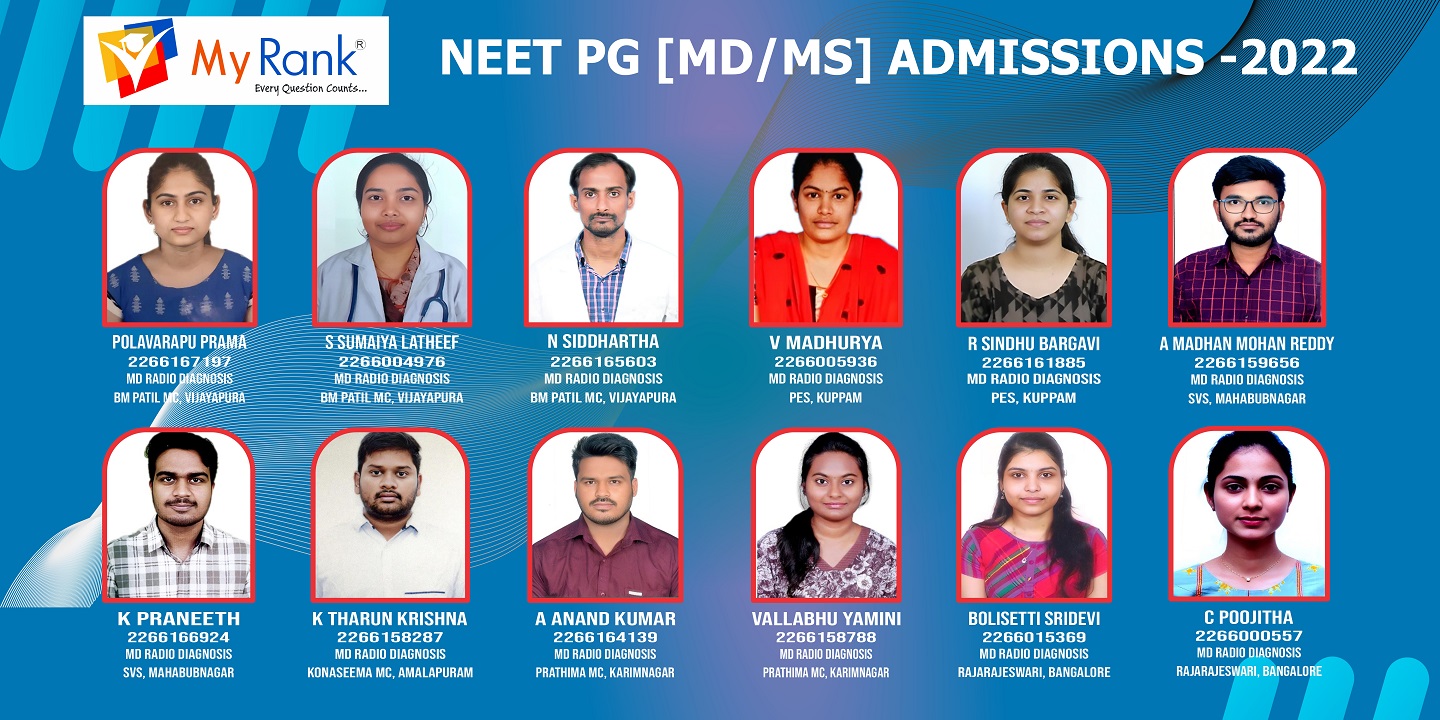 My Rank ®
Every Question Counts...
NEET PG [MD/MS] ADMISSIONS -2022
POLAVARAPU PRAMA
2266167197
MD RADIO DIAGNOSIS
BM PATIL MC, VIJAYAPURA
S SUMAIYA LATHEEF
2266004976
MD RADIO DIAGNOSIS
BM PATIL MC, VIJAYAPURA
N SIDDHARTHA
2266165603
MD RADIO DIAGNOSIS
BM PATIL MC, VIJAYAPURA
V MADHURYA
2266005936
MD RADIO DIAGNOSIS
PES, KUPPAM
R SINDHU BARGAVI
2266161885
MD RADIO DIAGNOSIS
PES, KUPPAM
A MADHAN MOHAN REDDY
2266159656
MD RADIO DIAGNOSIS
SVS, MAHABUBNAGAR
K PRANEETH
2266166924
MD RADIO DIAGNOSIS
SVS, MAHABUBNAGAR
K THARUN KRISHNA
2266158287
MD RADIO DIAGNOSIS
KONASEEMA MC, AMALAPURAM
A ANAND KUMAR
2266164139
MD RADIO DIAGNOSIS
PRATHIMA MC, KARIMNAGAR
VALLABHU YAMINI
2266158788
MD RADIO DIAGNOSIS
PRATHIMA MC, KARIMNAGAR
BOLISETTI SRIDEVI
2266015369
MD RADIO DIAGNOSIS
RAJARAJESWARI, BANGALORE
C POOJITHA
2266000557
MD RADIO DIAGNOSIS
RAJARAJESWARI, BANGALORE